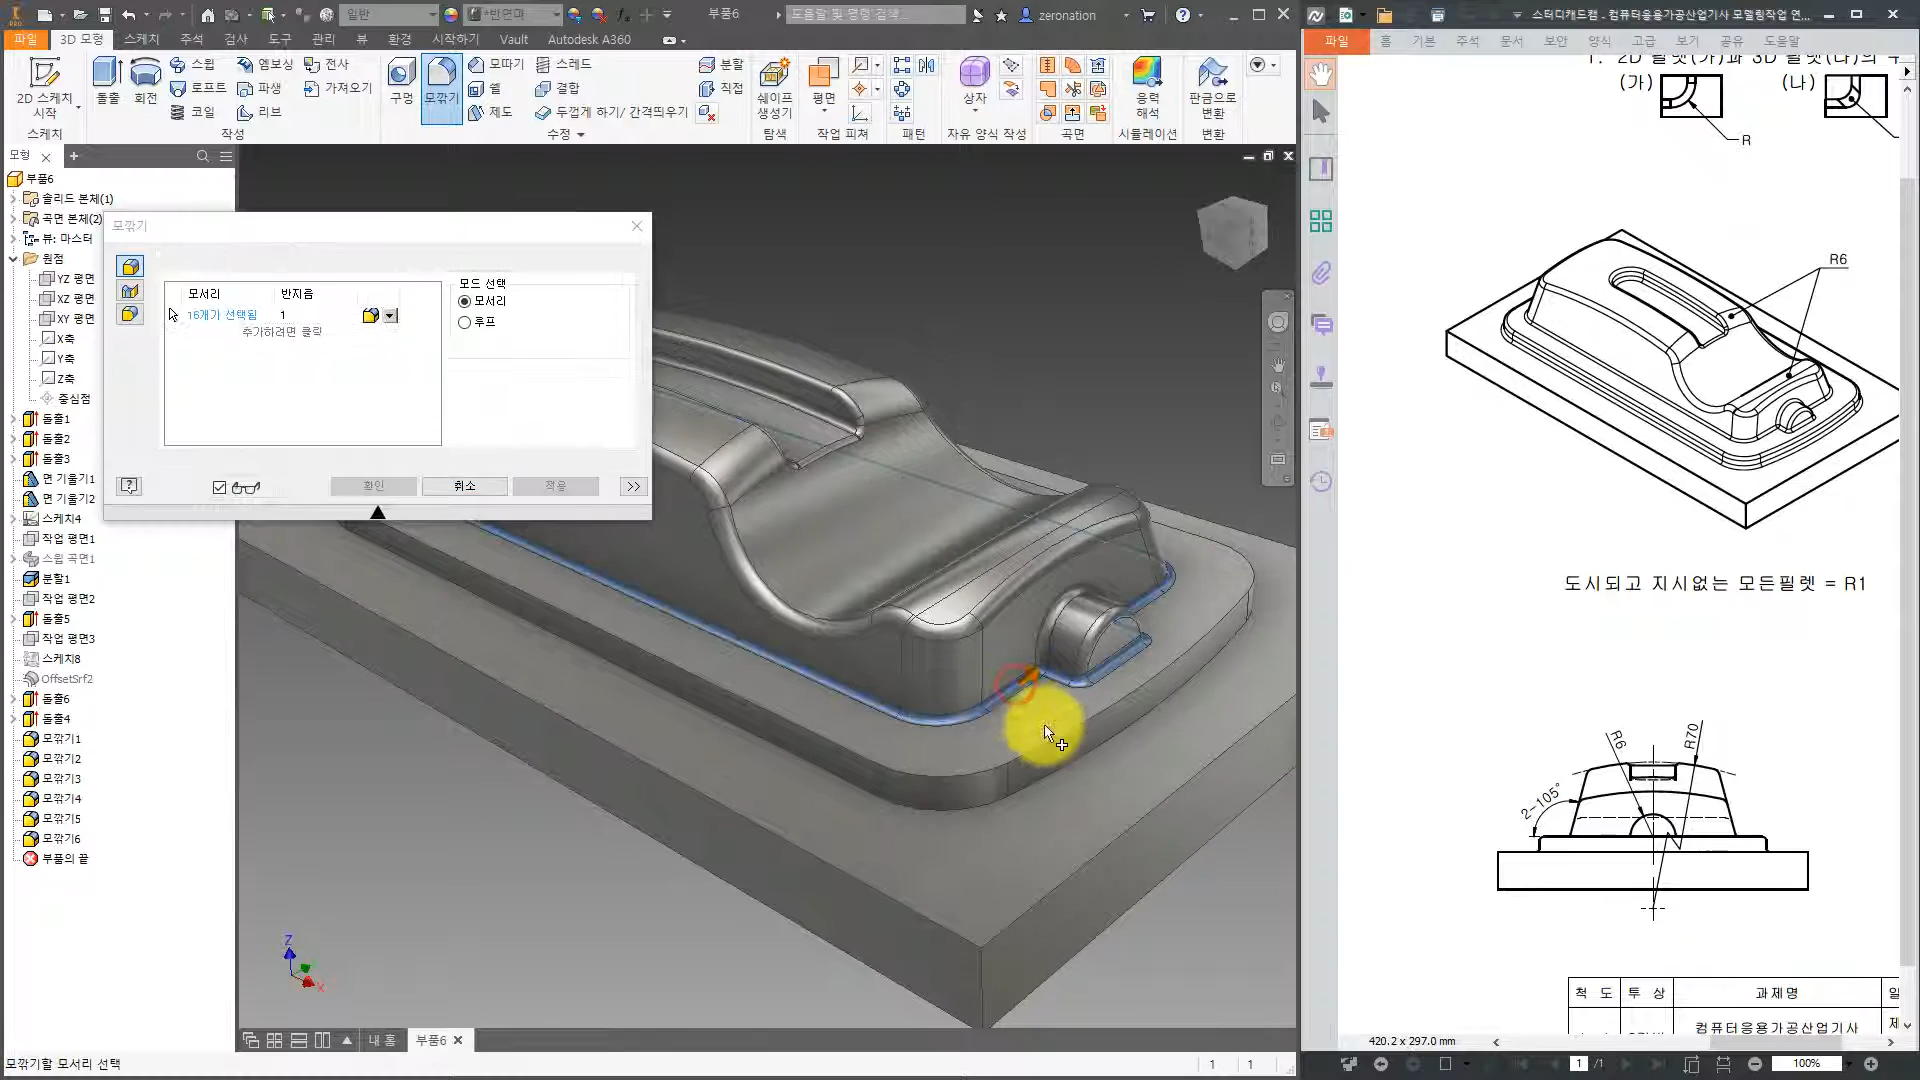 일반
*반연마
부품6
도움말 및 명령 검색...
zeronation
파일
3D 모형
스케치
주석
검사
도구
관리
뷰
환경
시작하기
Vault
Autodesk A360
2D 스케치
시작
스케치
돌출
회전
스윕
로프트
코일
엠보싱
파생
리브
전사
가져오기
작성
구멍
모깎기
모따기
쉘
제도
스레드
결합
두껍게 하기/ 간격띄우기
분할
직접
수정
쉐이프
생성기
탐색
평면
작업 피쳐
패턴
상자
자유 양식 작성
곡면
응력
해석
시뮬레이션
판금으로
변환
변환
모형
부품6
솔리드 본체(1)
곡면 본체(2)
뷰: 마스터
원점
YZ 평면
XZ 평면
XY 평면
X축
Y축
Z축
중심점
돌출1
돌출2
돌출3
면 기울기1
면 기울기2
스케치4
작업 평면1
스윕 곡면1
분할1
작업 평면2
돌출5
작업 평면3
스케치8
OffsetSrf2
돌출6
돌출4
모깎기1
모깎기2
모깎기3
모깎기4
모깎기5
모깎기6
부품의 끝
모깎기
모서리
반지름
16개가 선택됨
1
추가하려면 클릭
모드 선택
모서리
루프
확인
취소
적용
>>
Z
X
내 홈
부품6
모깎기할 모서리 선택
1
1
스터디캐드캠 - 컴퓨터응용가공산업기사 모델링작업 연...
파일
홈
기본
주석
문서
보안
양식
고급
보기
공유
도움말
(가)
(나)
R
R6
도시되고 지시없는 모든필렛 = R1
R6
R70
2-105°
척 도
투 상
과제명
컴퓨터응용가공산업기사
420.2 x 297.0 mm
1
/1
100%